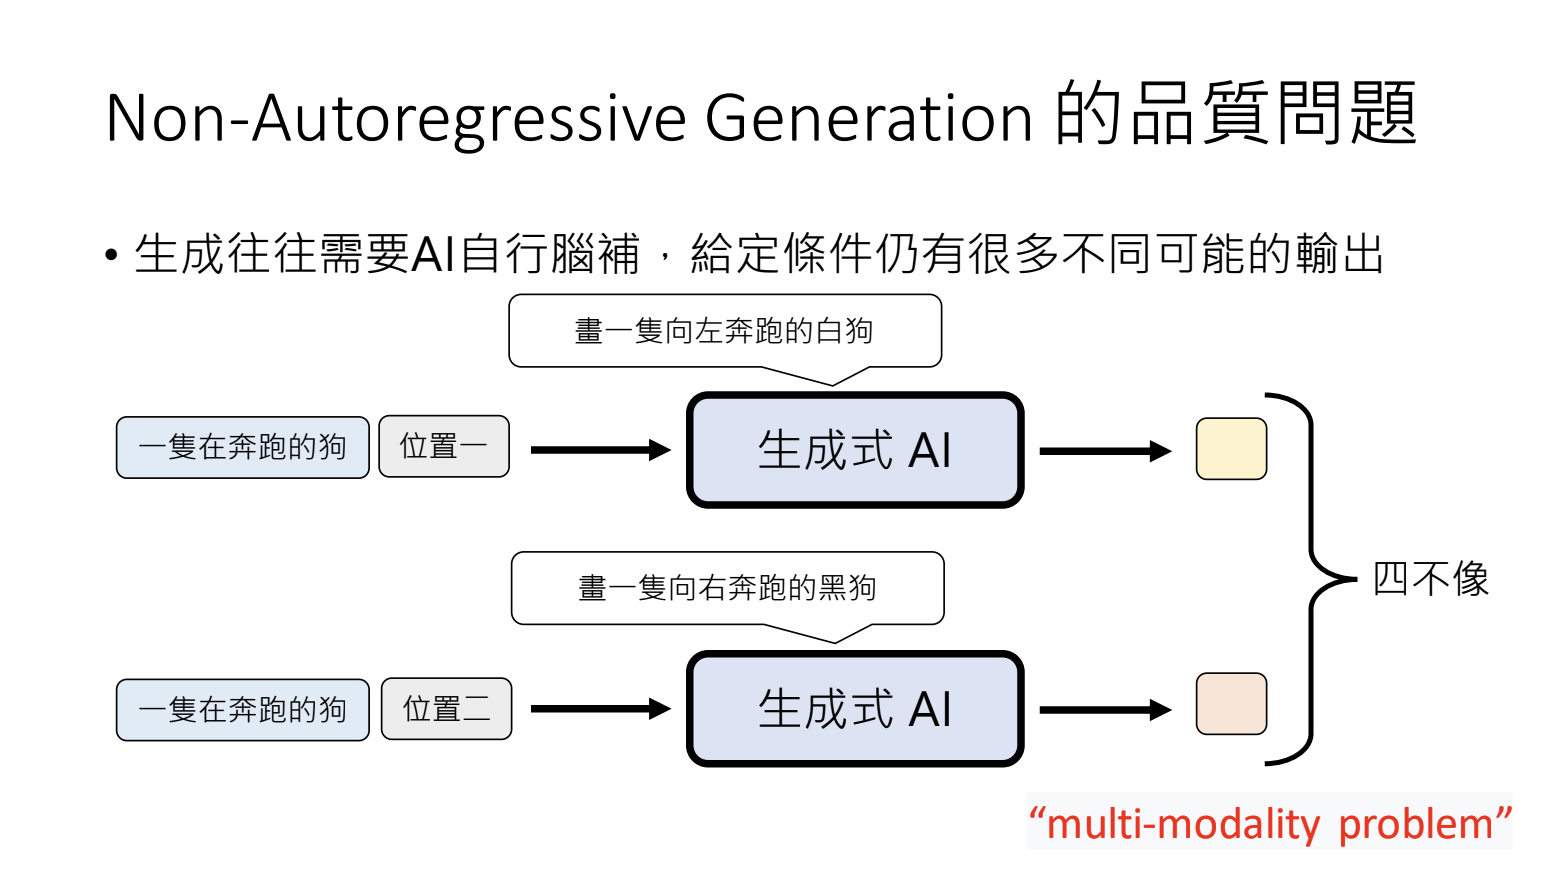 Non-Autoregressive Generation 的品質問題
• 生成往往需要AI自行腦補，給定條件仍有很多不同可能的輸出
畫一隻向左奔跑的白狗
一隻在奔跑的狗 位置一 生成式 AI
畫一隻向右奔跑的黑狗
四不像
一隻在奔跑的狗 位置二 生成式 AI
“multi-modality problem”